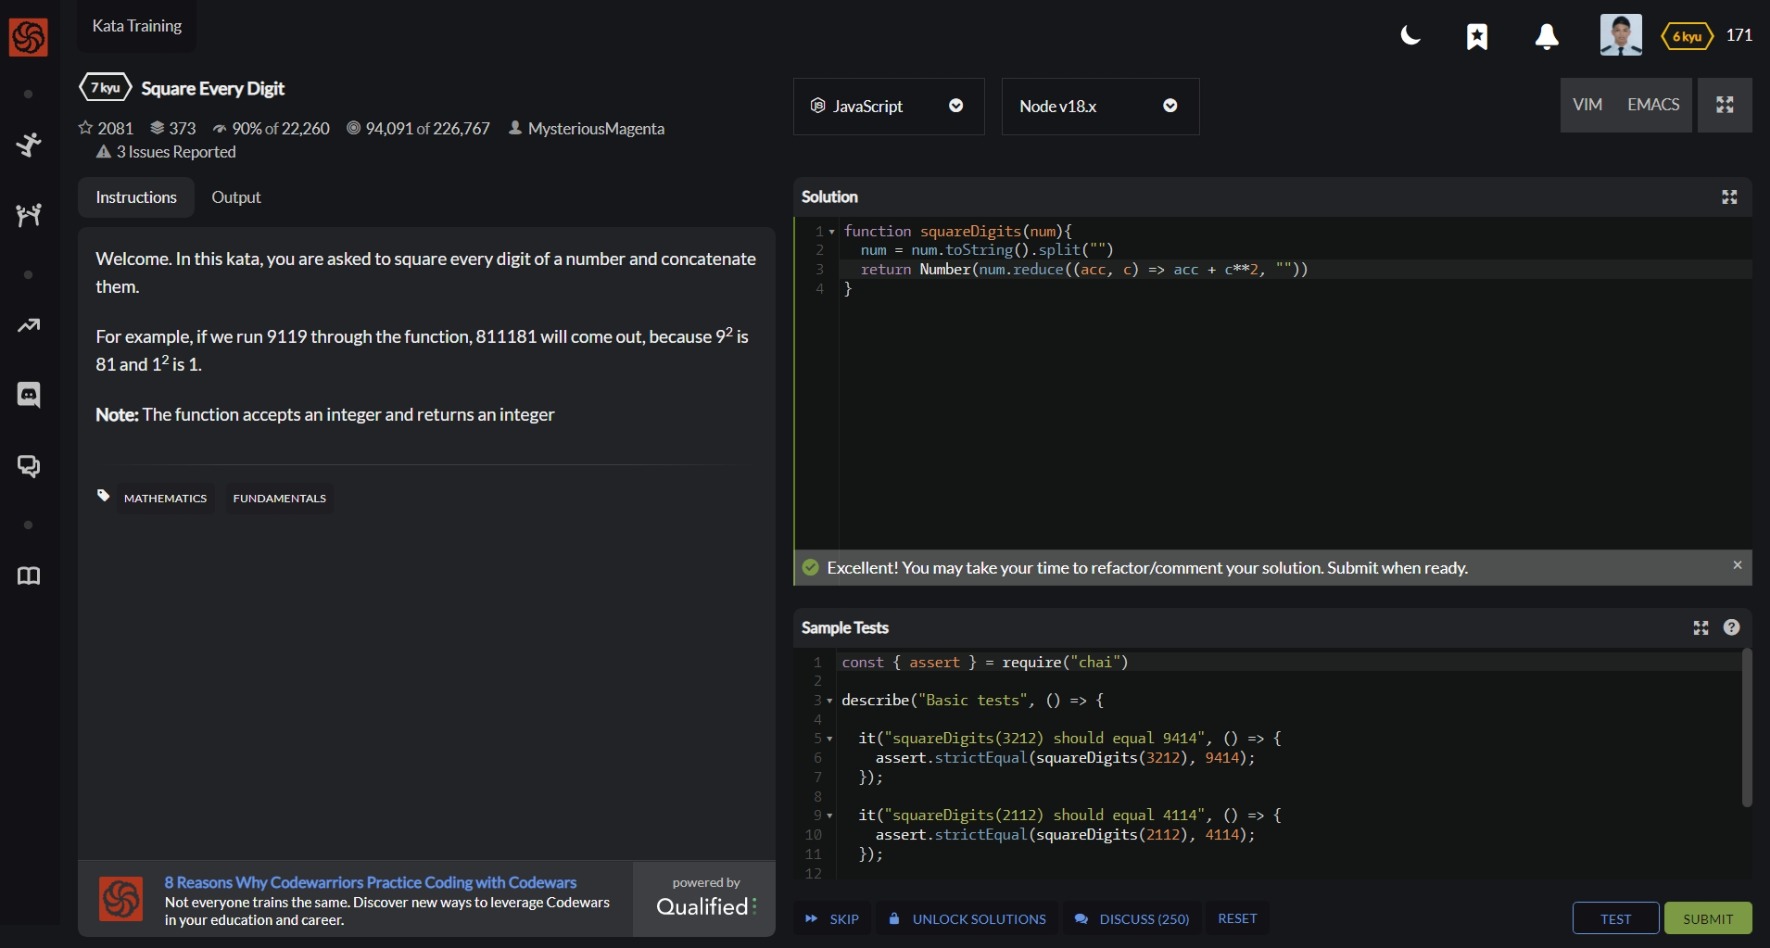 Kata Training
6 kyu 171
7 kyu Square Every Digit
2081 373 90% of 22,260 94,091 of 226,767 MysteriousMagenta
3 Issues Reported
Instructions Output
Welcome. In this kata, you are asked to square every digit of a number and concatenate
them.
For example, if we run 9119 through the function, 811181 will come out, because 9² is
81 and 1² is 1.
Note: The function accepts an integer and returns an integer
MATHEMATICS FUNDAMENTALS
8 Reasons Why Codewarriors Practice Coding with Codewars
Not everyone trains the same. Discover new ways to leverage Codewars
in your education and career.
powered by
Qualified
JavaScript Node v18.x VIM EMACS
Solution
1 function squareDigits(num){
2 num = num.toString().split("")
3 return Number(num.reduce((acc, c) => acc + c**2, ""))
4 }
Excellent! You may take your time to refactor/comment your solution. Submit when ready. ×
Sample Tests ?
1 const { assert } = require("chai")
2
3 describe("Basic tests", () => {
4
5 it("squareDigits(3212) should equal 9414", () => {
6 assert.strictEqual(squareDigits(3212), 9414);
7 });
8
9 it("squareDigits(2112) should equal 4114", () => {
10 assert.strictEqual(squareDigits(2112), 4114);
11 });
12
SKIP UNLOCK SOLUTIONS DISCUSS (250) RESET TEST SUBMIT